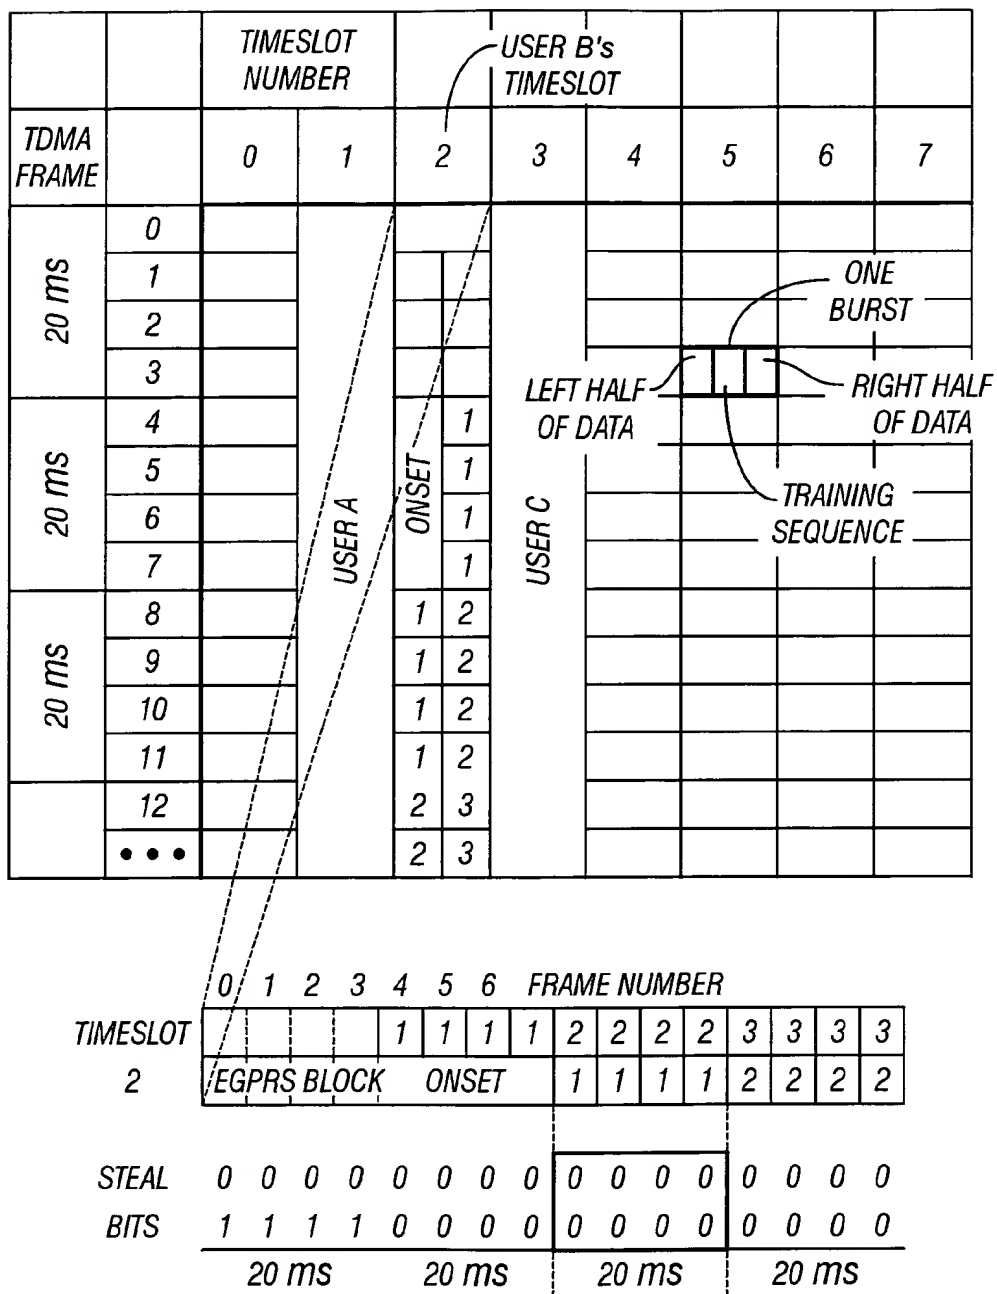 TIMESLOT NUMBER
USER B's TIMESLOT
TDMA FRAME
0 1 2 3 4 5 6 7
20 ms
0
1
2
3
ONE BURST
LEFT HALF OF DATA
RIGHT HALF OF DATA
TRAINING SEQUENCE
20 ms
4 1
5 1
6 1
7 1
ONSET
USER A
USER C
20 ms
8 1 2
9 1 2
10 1 2
11 1 2
12 2 3
••• 2 3
0 1 2 3 4 5 6 FRAME NUMBER
TIMESLOT 1 1 1 1 2 2 2 2 3 3 3 3
2 EGPRS BLOCK ONSET 1 1 1 1 2 2 2 2
STEAL 0 0 0 0 0 0 0 0 0 0 0 0 0 0 0 0
BITS 1 1 1 1 0 0 0 0 0 0 0 0 0 0 0 0
20 ms 20 ms 20 ms 20 ms